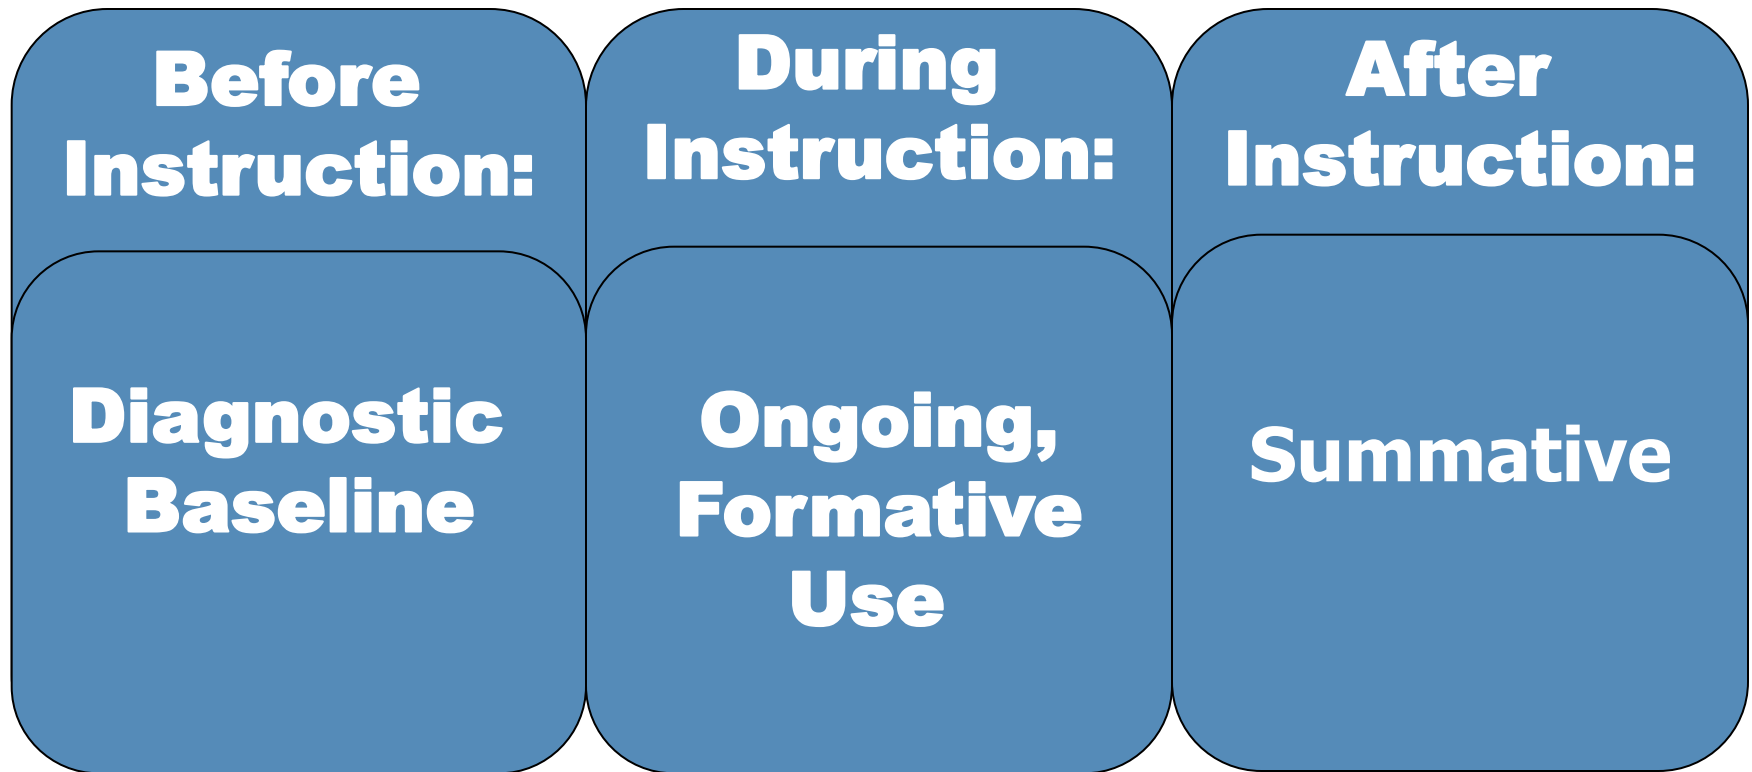 Before
Instruction:
Diagnostic
Baseline
During
Instruction:
Ongoing,
Formative
Use
After
Instruction:
Summative